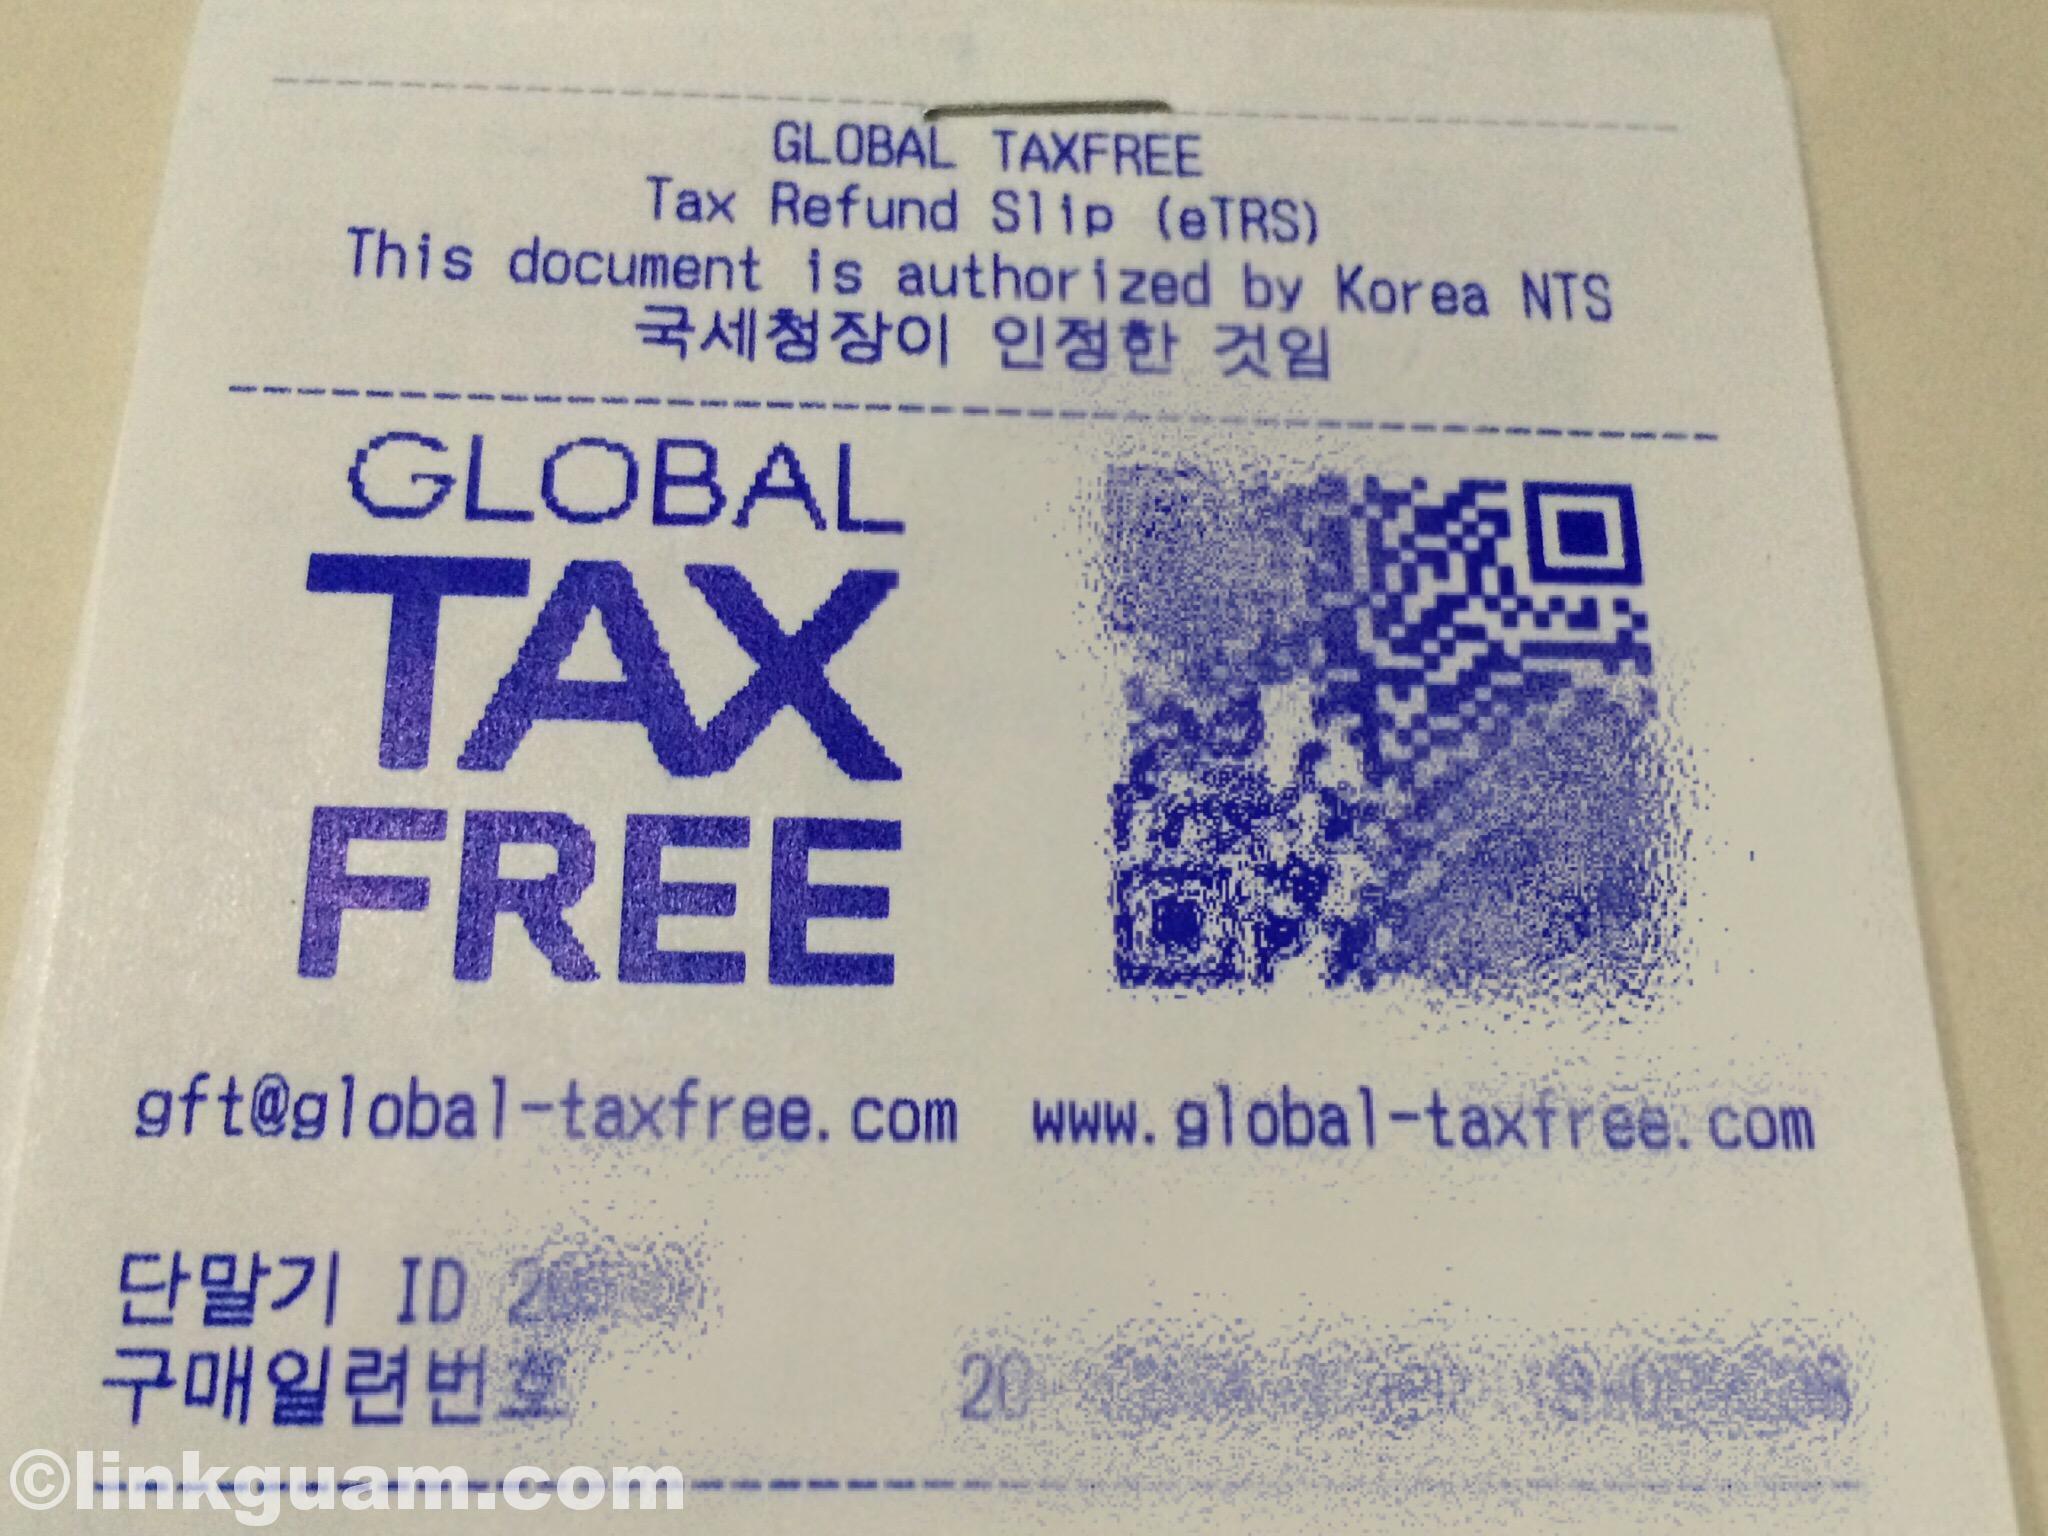 GLOBAL TAXFREE
Tax Refund Slip (eTRS)
This document is authorized by Korea NTS
국세청장이 인정한 것임
GLOBAL
TAX
FREE
gft@global-taxfree.com www.global-taxfree.com
단말기 ID
구매일련번호
©linkguam.com